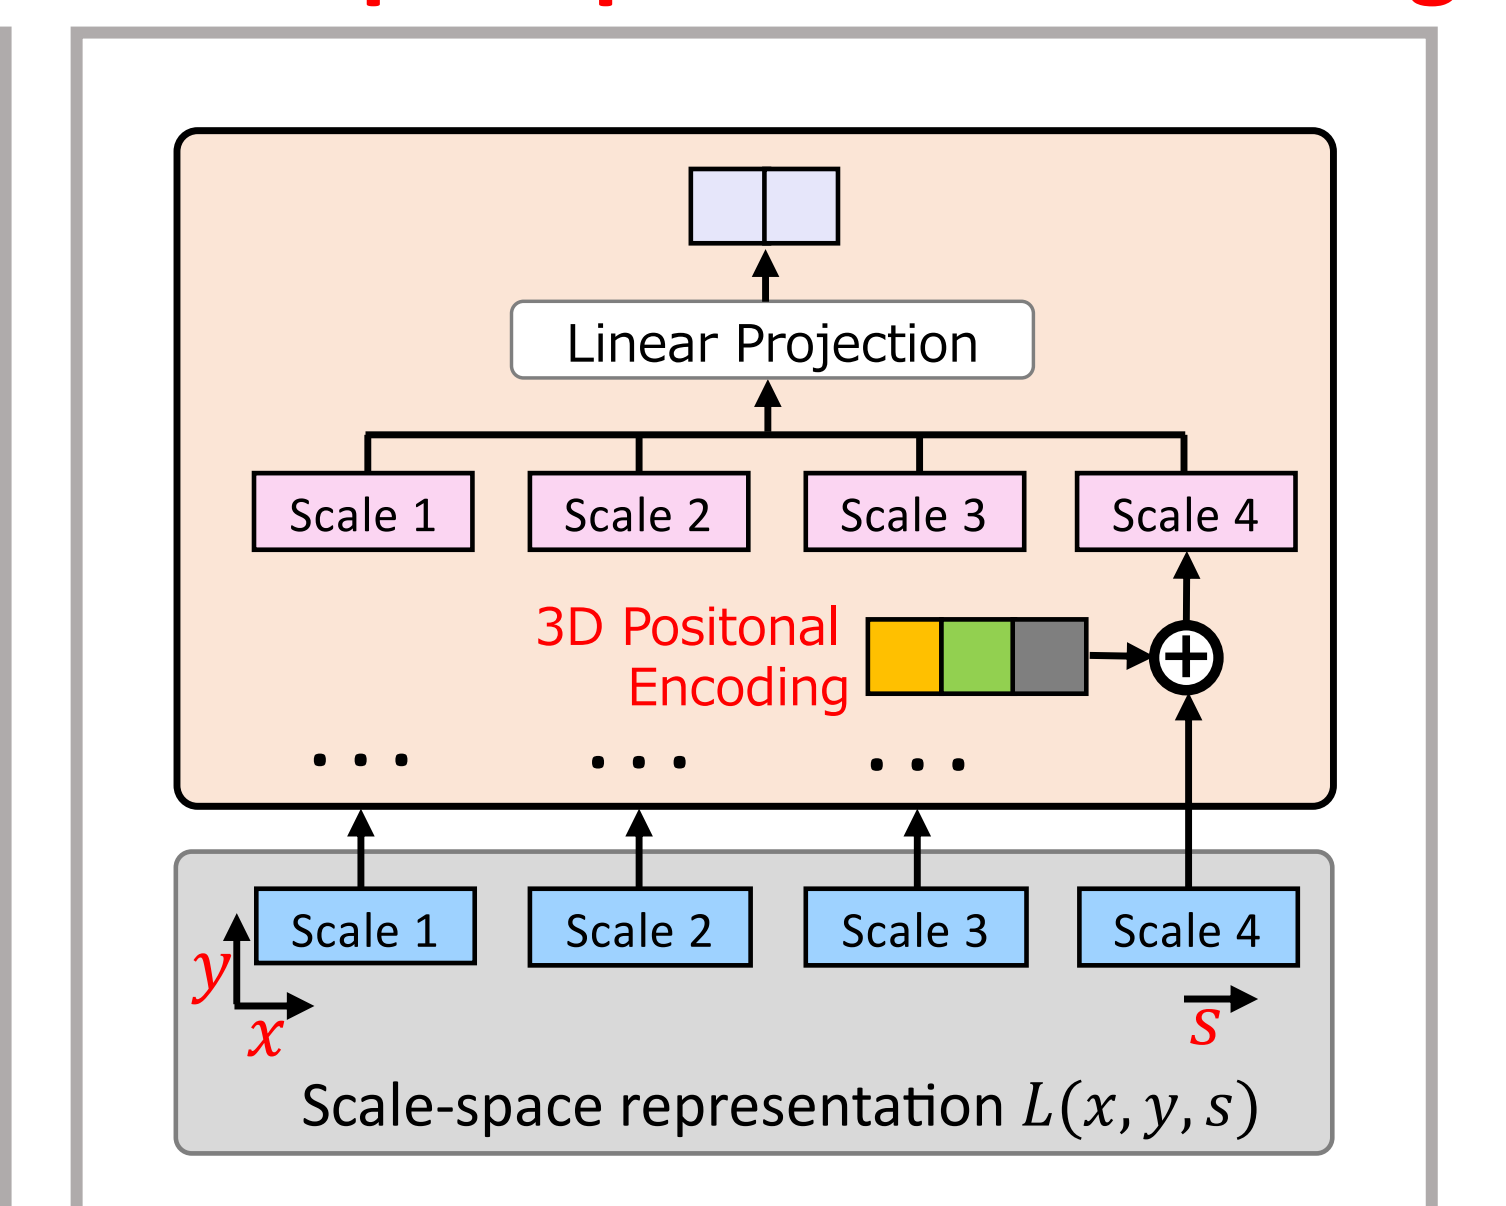 Linear Projection
Scale 1 Scale 2 Scale 3 Scale 4
3D Positonal
Encoding
+
. . . . . . . . .
Scale 1 Scale 2 Scale 3 Scale 4
y
x
s
Scale-space representation L(x, y, s)